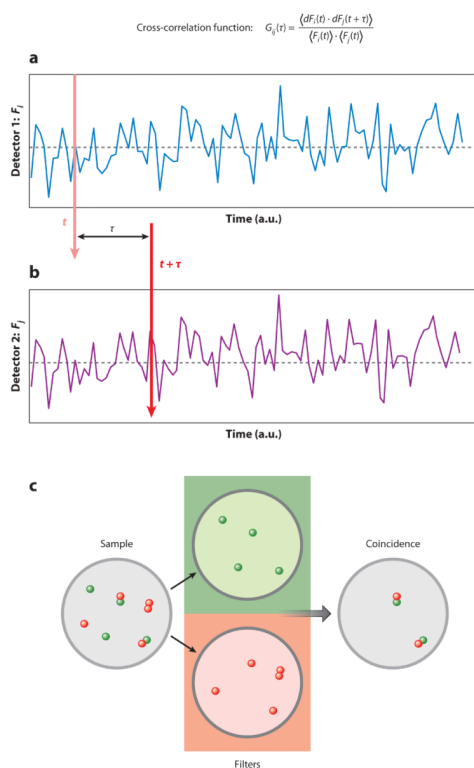 Cross-correlation function: G_ij(τ) = ⟨dF_i(t) · dF_j(t + τ)⟩ / ⟨F_i(t)⟩ · ⟨F_j(t)⟩
a
Detector 1: F_i
t
τ
Time (a.u.)
t + τ
b
Detector 2: F_j
Time (a.u.)
c
Sample
Coincidence
Filters